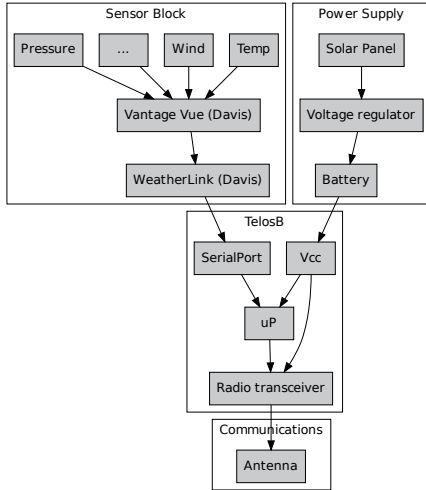 Sensor Block
Power Supply
Pressure
...
Wind
Temp
Solar Panel
Vantage Vue (Davis)
Voltage regulator
WeatherLink (Davis)
Battery
TelosB
SerialPort
Vcc
uP
Radio transceiver
Communications
Antenna